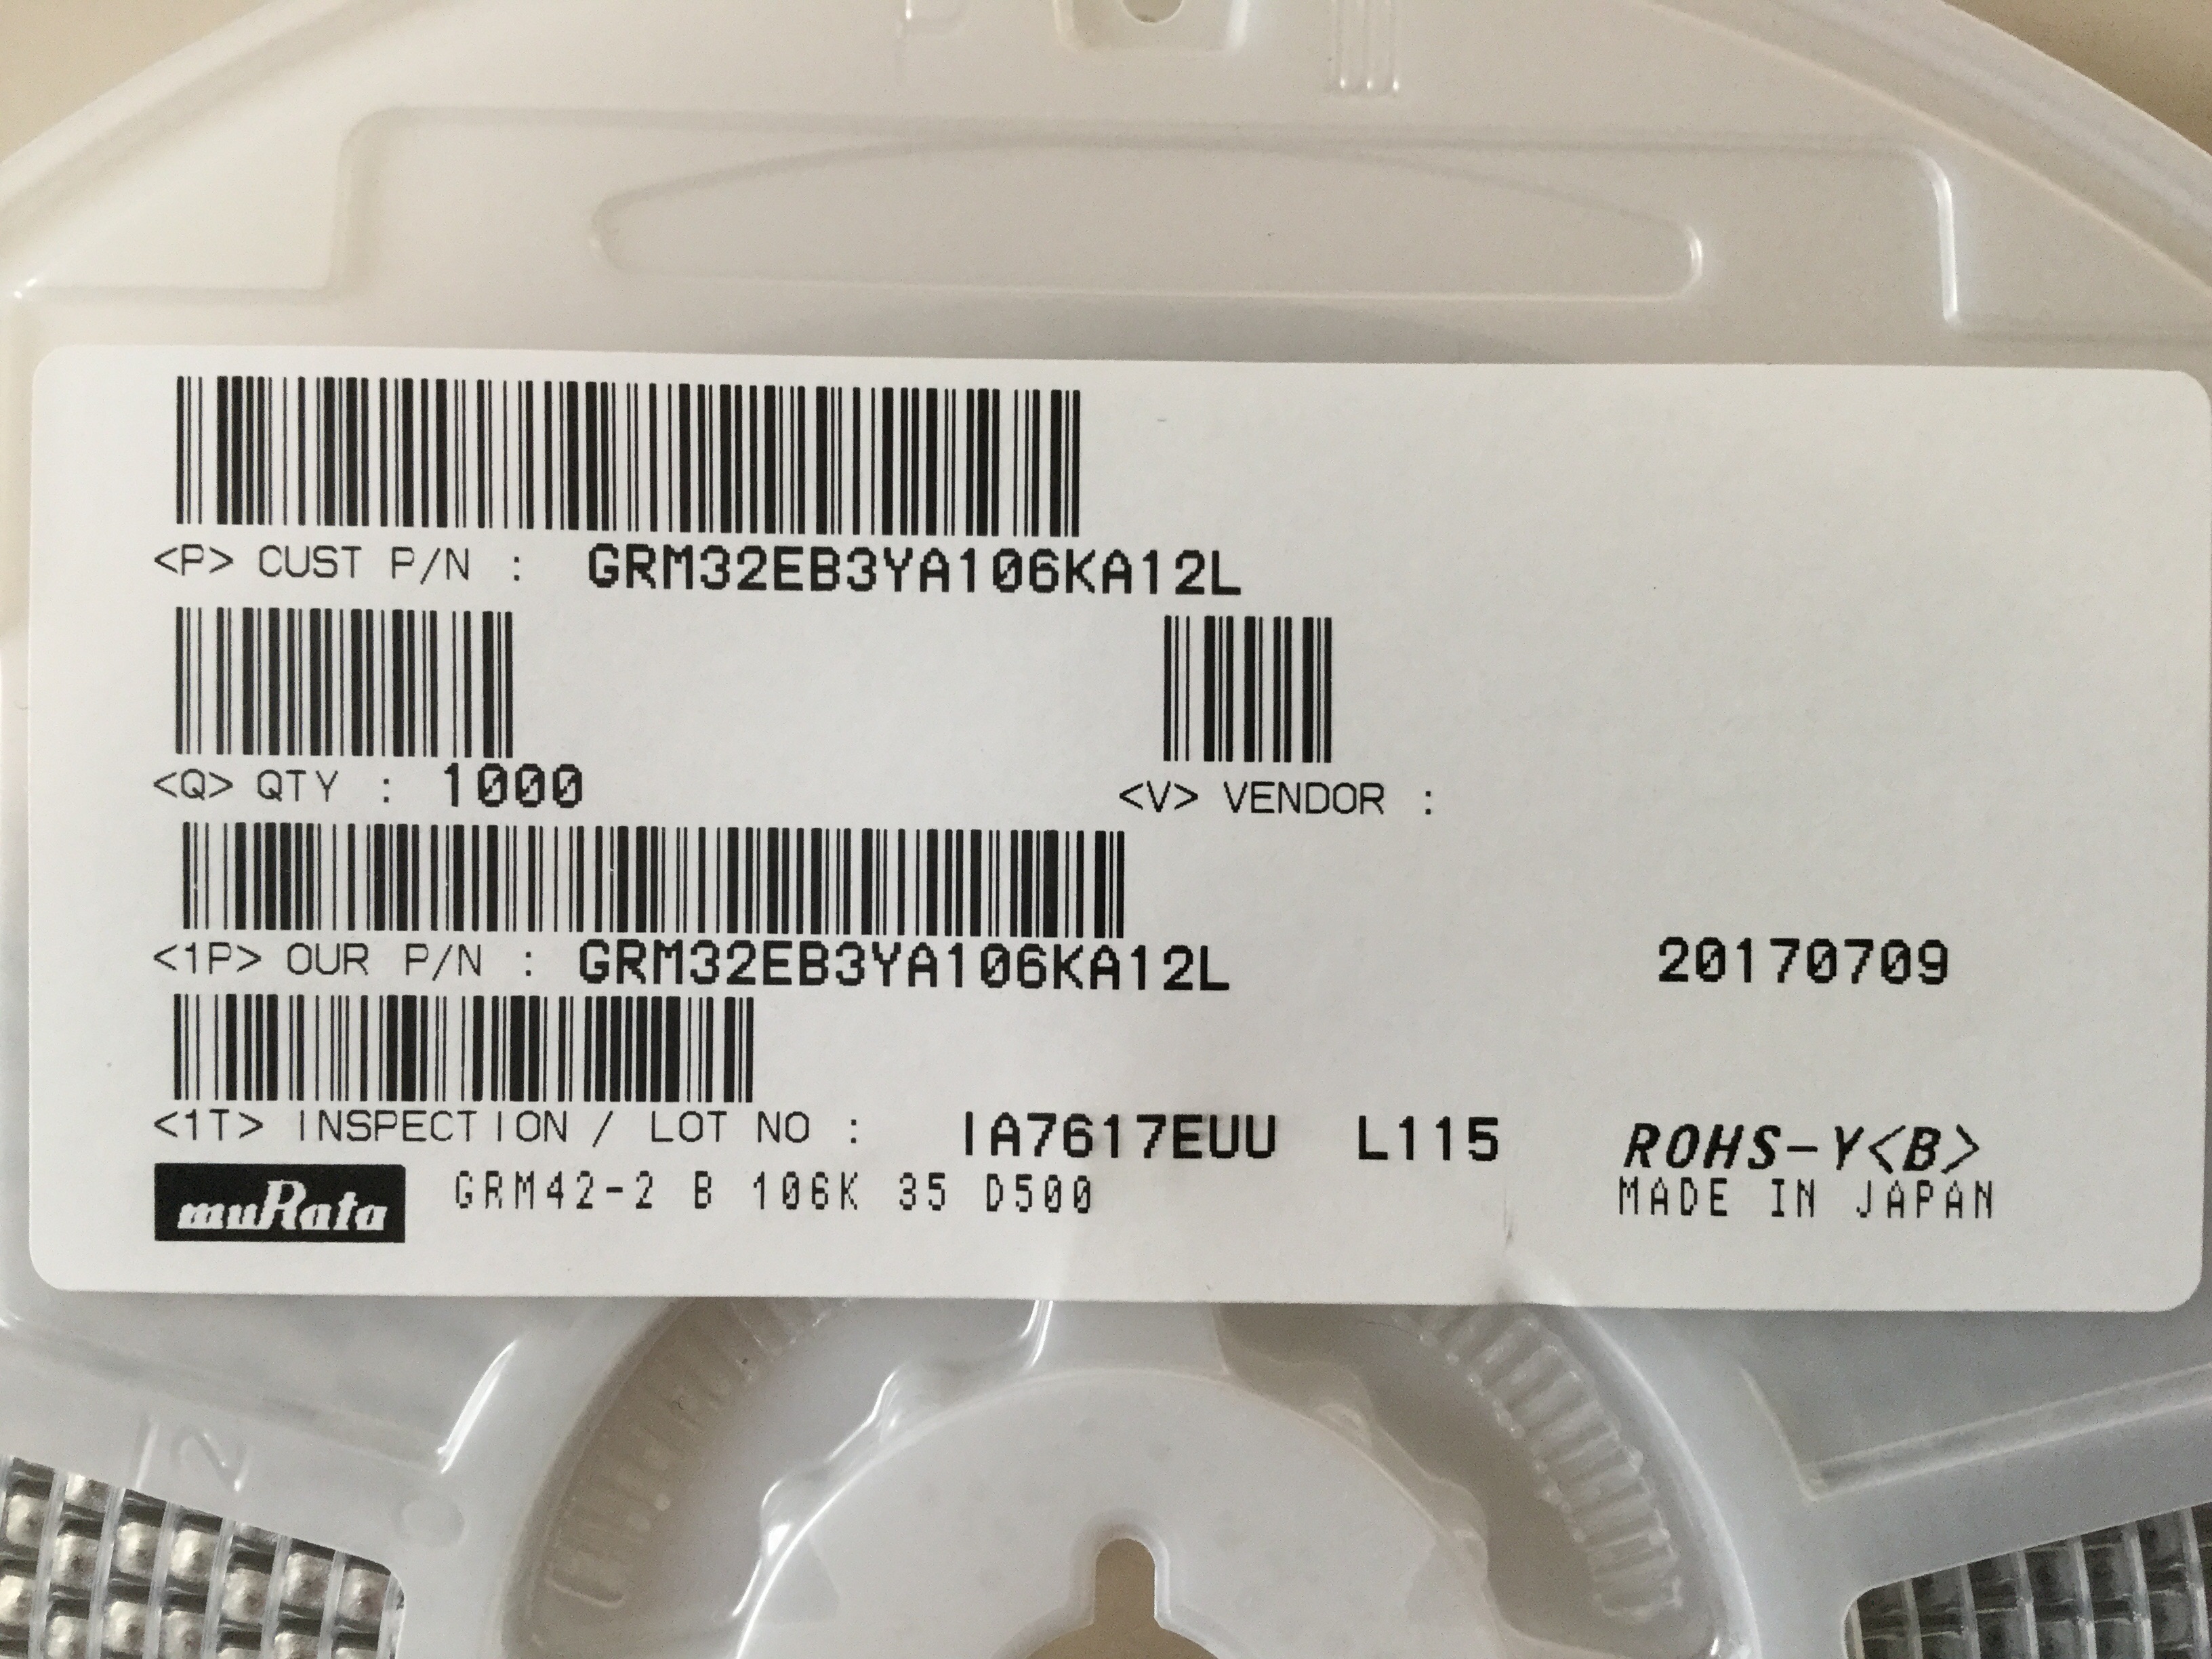 <P> CUST P/N : GRM32EB3YA106KA12L
<Q> QTY : 1000
<V> VENDOR :
<1P> OUR P/N : GRM32EB3YA106KA12L
20170709
<1T> INSPECTION / LOT NO : IA7617EUU L115
ROHS-Y<B>
muRata GRM42-2 B 106K 35 D500
MADE IN JAPAN
12